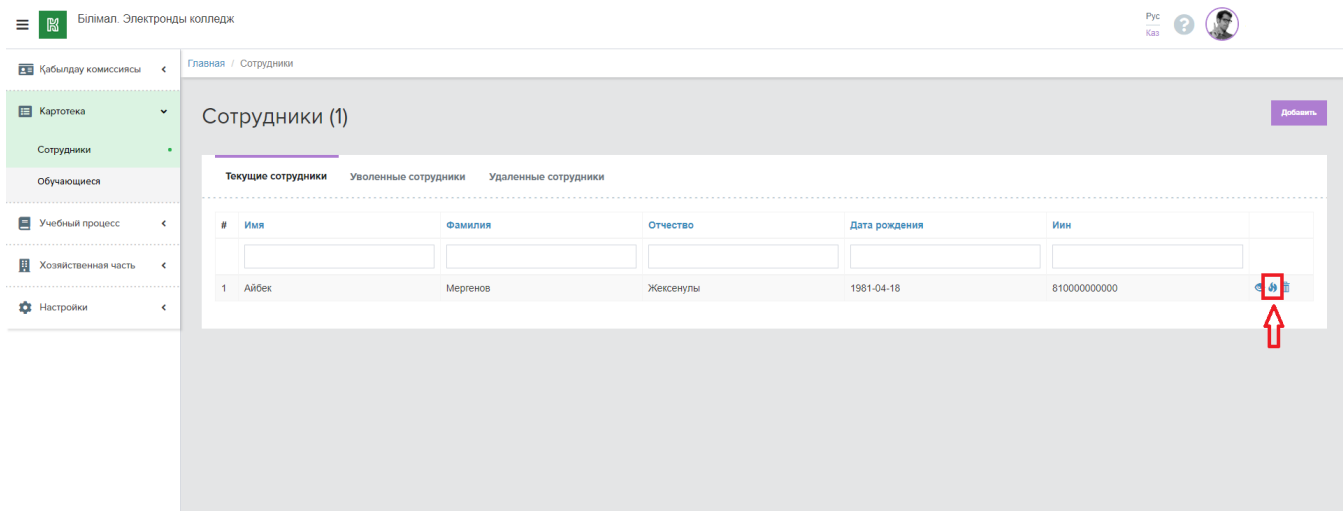 Білімал. Электронды колледж
Рус
Каз
Қабылдау комиссиясы
Главная / Сотрудники
Картотека
Сотрудники (1)
Добавить
Сотрудники
Обучающиеся
Текущие сотрудники Уволенные сотрудники Удаленные сотрудники
Учебный процесс
# Имя Фамилия Отчество Дата рождения Иин
Хозяйственная часть
1 Айбек Мергенов Жексенулы 1981-04-18 810000000000
Настройки